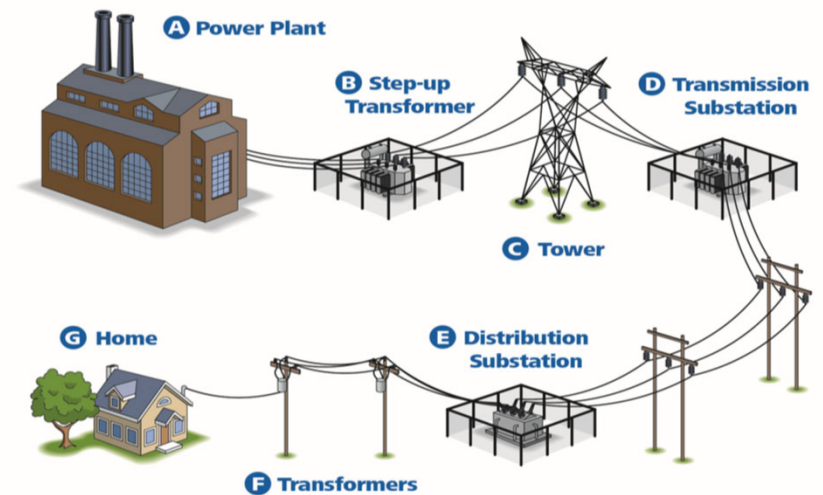 A Power Plant
B Step-up
Transformer
D Transmission
Substation
C Tower
G Home
E Distribution
Substation
F Transformers